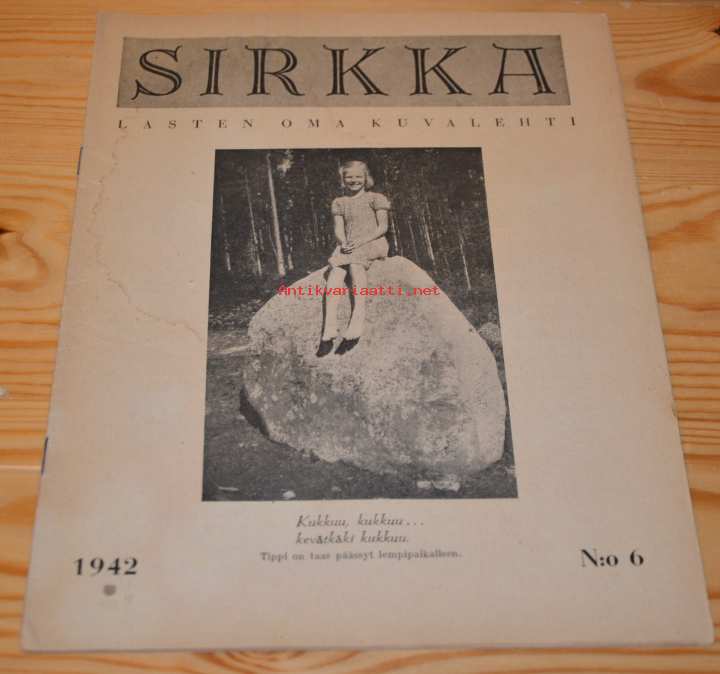 SIRKKA
LASTEN OMA KUVALEHTI
Antikvariaatti.net
Kukkuu, kukkuu...
kevätkäki kukkuu.
Tippi on taas päässyt lempipaikalleen.
1942 N:o 6